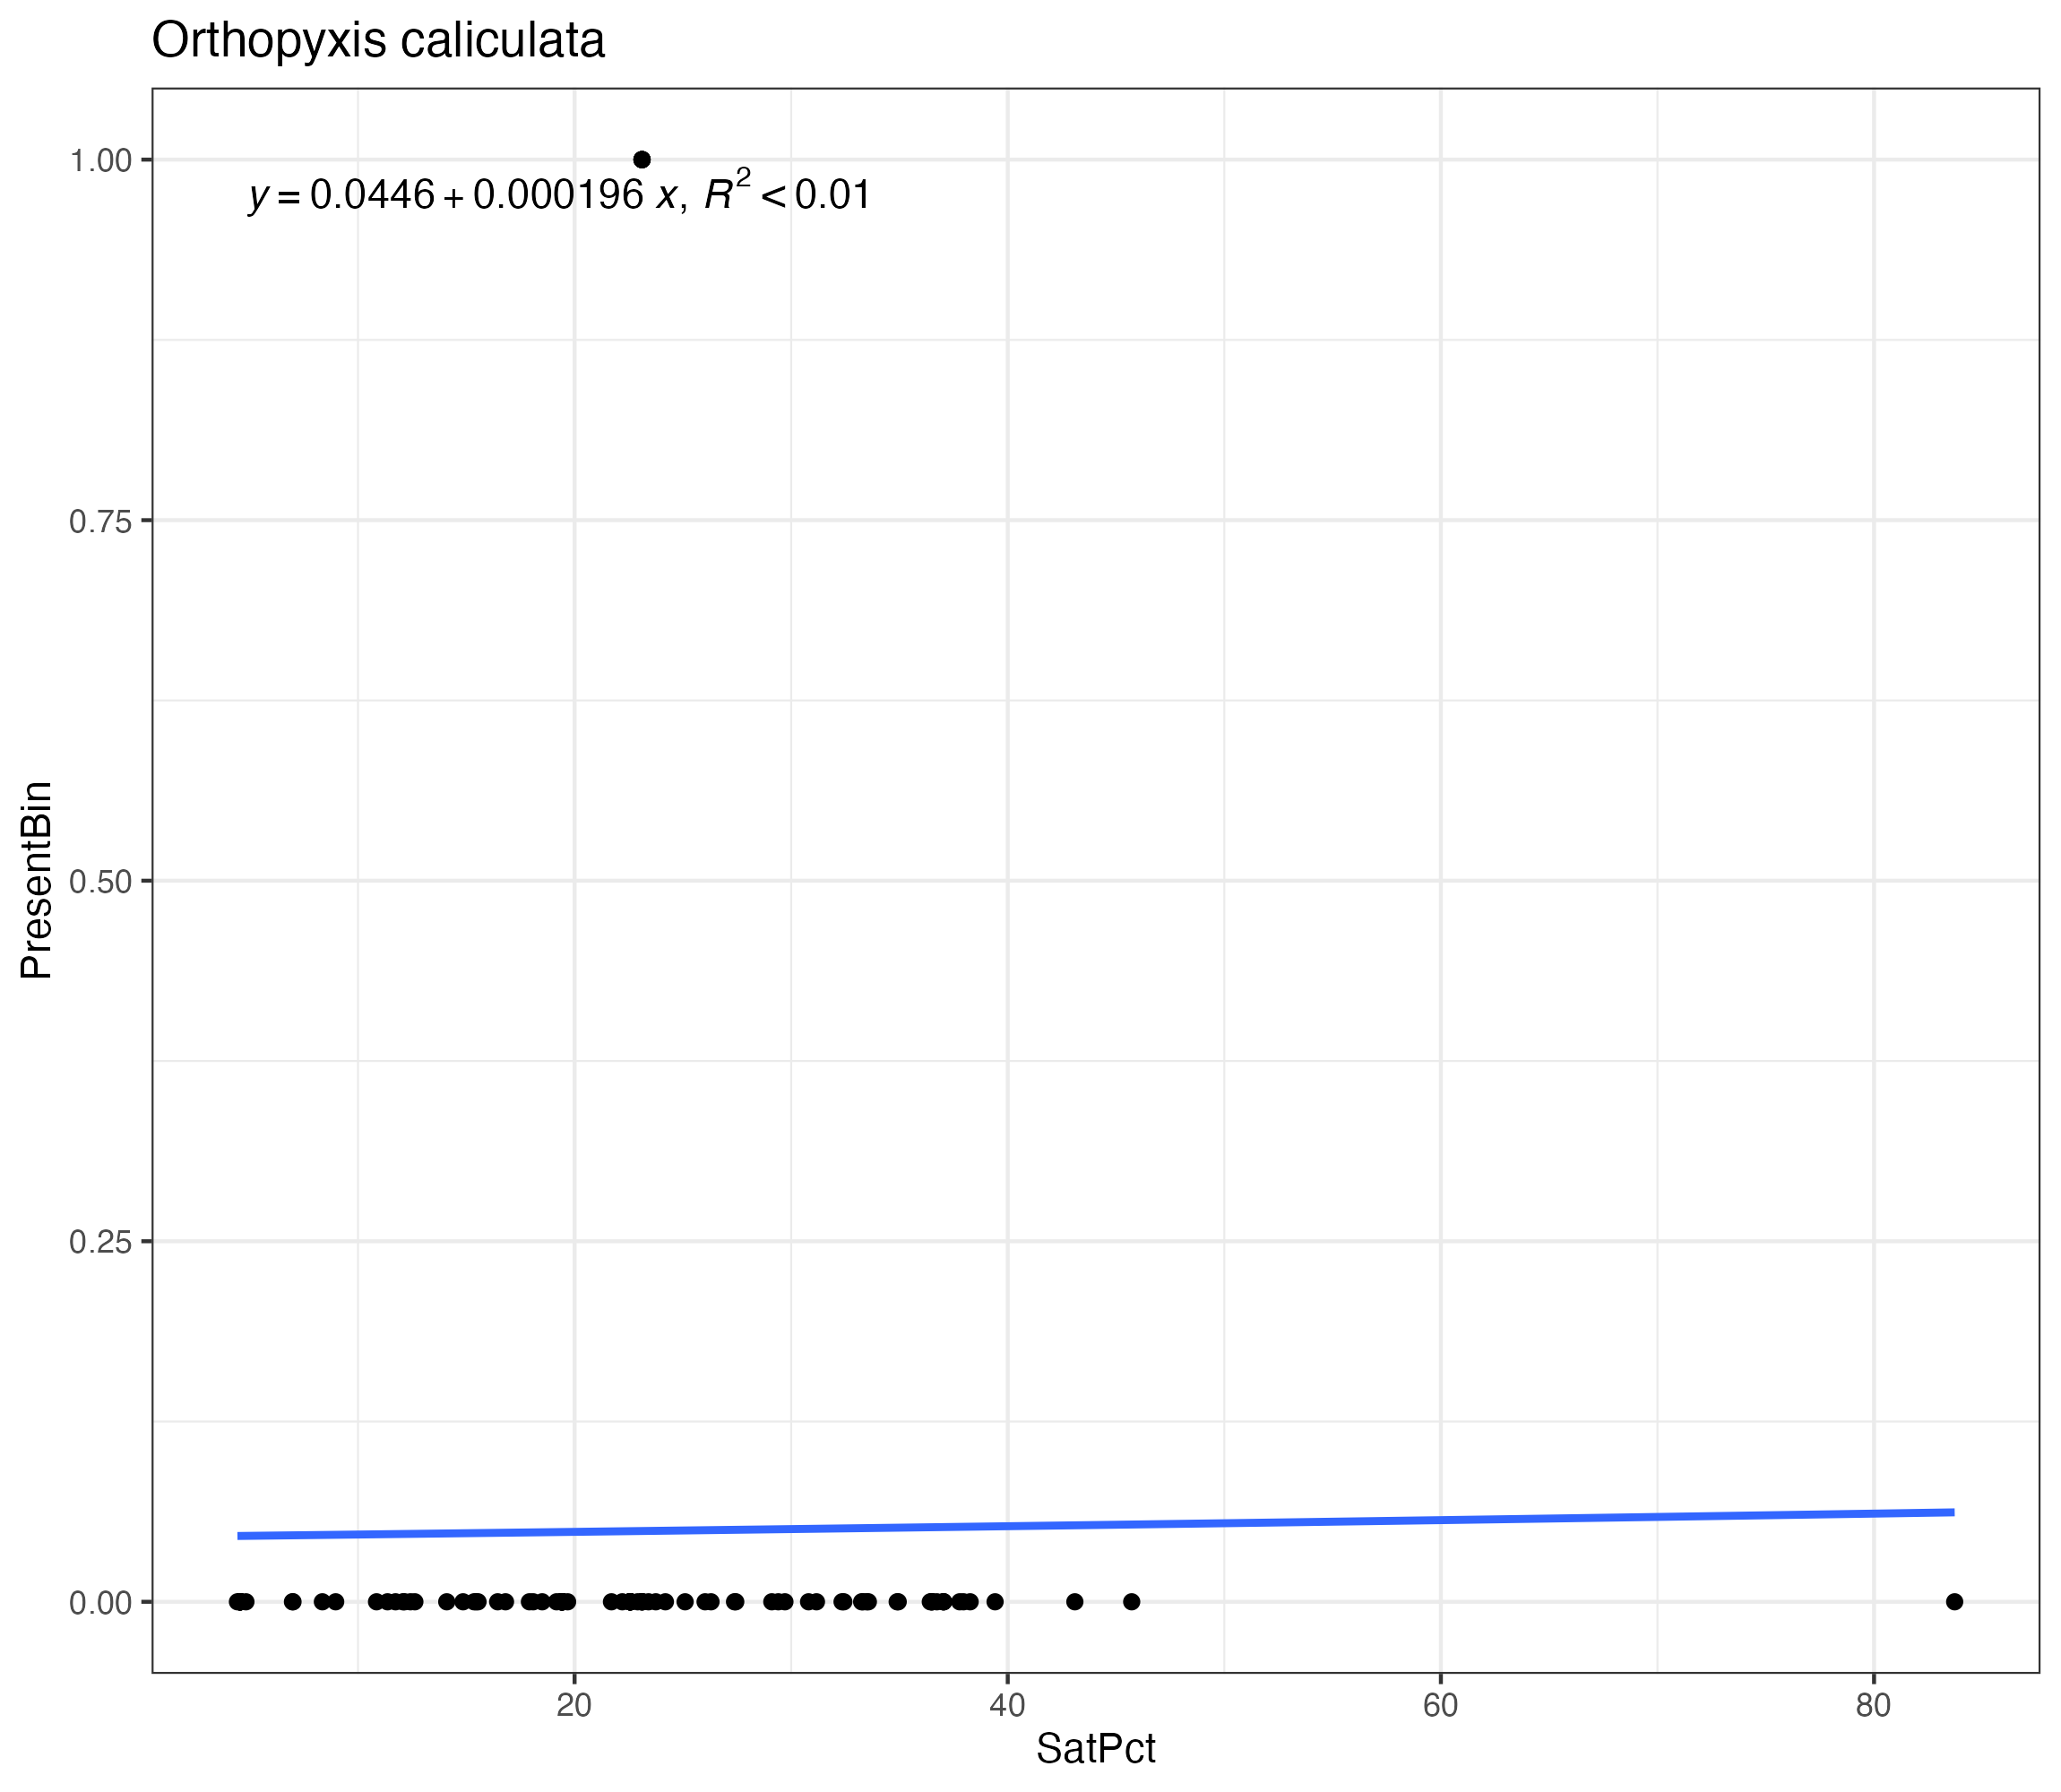 Orthopyxis caliculata
1.00
y = 0.0446 + 0.000196 x, R² < 0.01
0.75
0.50
0.25
0.00
PresentBin
20 40 60 80
SatPct